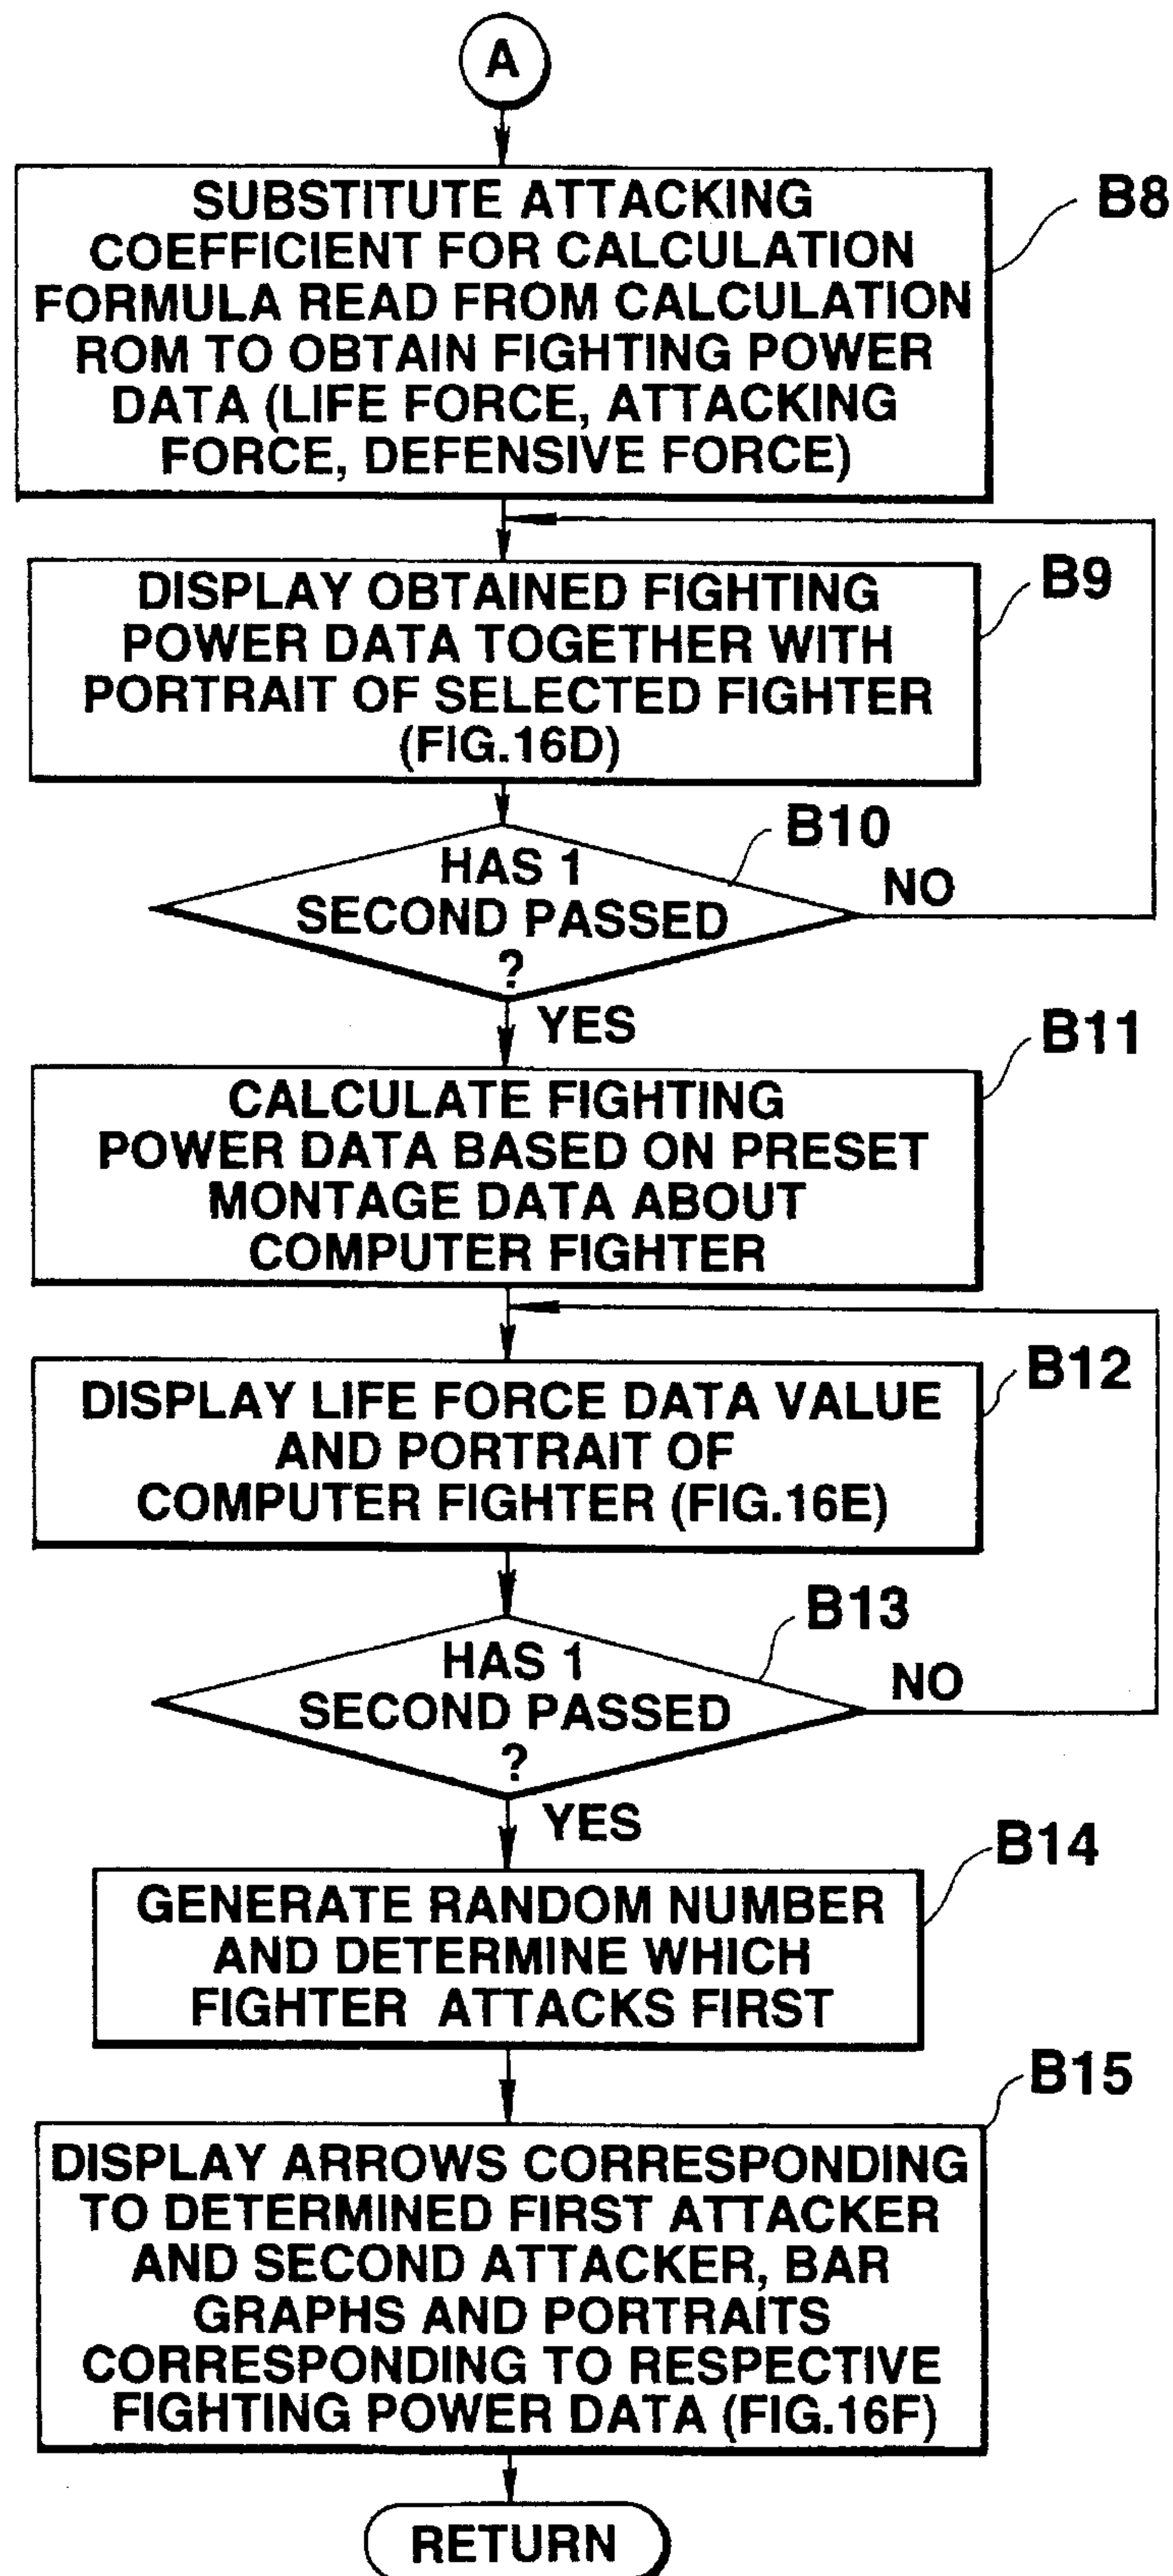 A
SUBSTITUTE ATTACKING
COEFFICIENT FOR CALCULATION
FORMULA READ FROM CALCULATION
ROM TO OBTAIN FIGHTING POWER
DATA (LIFE FORCE, ATTACKING
FORCE, DEFENSIVE FORCE)
B8
DISPLAY OBTAINED FIGHTING
POWER DATA TOGETHER WITH
PORTRAIT OF SELECTED FIGHTER
(FIG.16D)
B9
HAS 1
SECOND PASSED
?
B10
NO
YES
CALCULATE FIGHTING
POWER DATA BASED ON PRESET
MONTAGE DATA ABOUT
COMPUTER FIGHTER
B11
DISPLAY LIFE FORCE DATA VALUE
AND PORTRAIT OF
COMPUTER FIGHTER (FIG.16E)
B12
HAS 1
SECOND PASSED
?
B13
NO
YES
GENERATE RANDOM NUMBER
AND DETERMINE WHICH
FIGHTER ATTACKS FIRST
B14
DISPLAY ARROWS CORRESPONDING
TO DETERMINED FIRST ATTACKER
AND SECOND ATTACKER, BAR
GRAPHS AND PORTRAITS
CORRESPONDING TO RESPECTIVE
FIGHTING POWER DATA (FIG.16F)
B15
RETURN